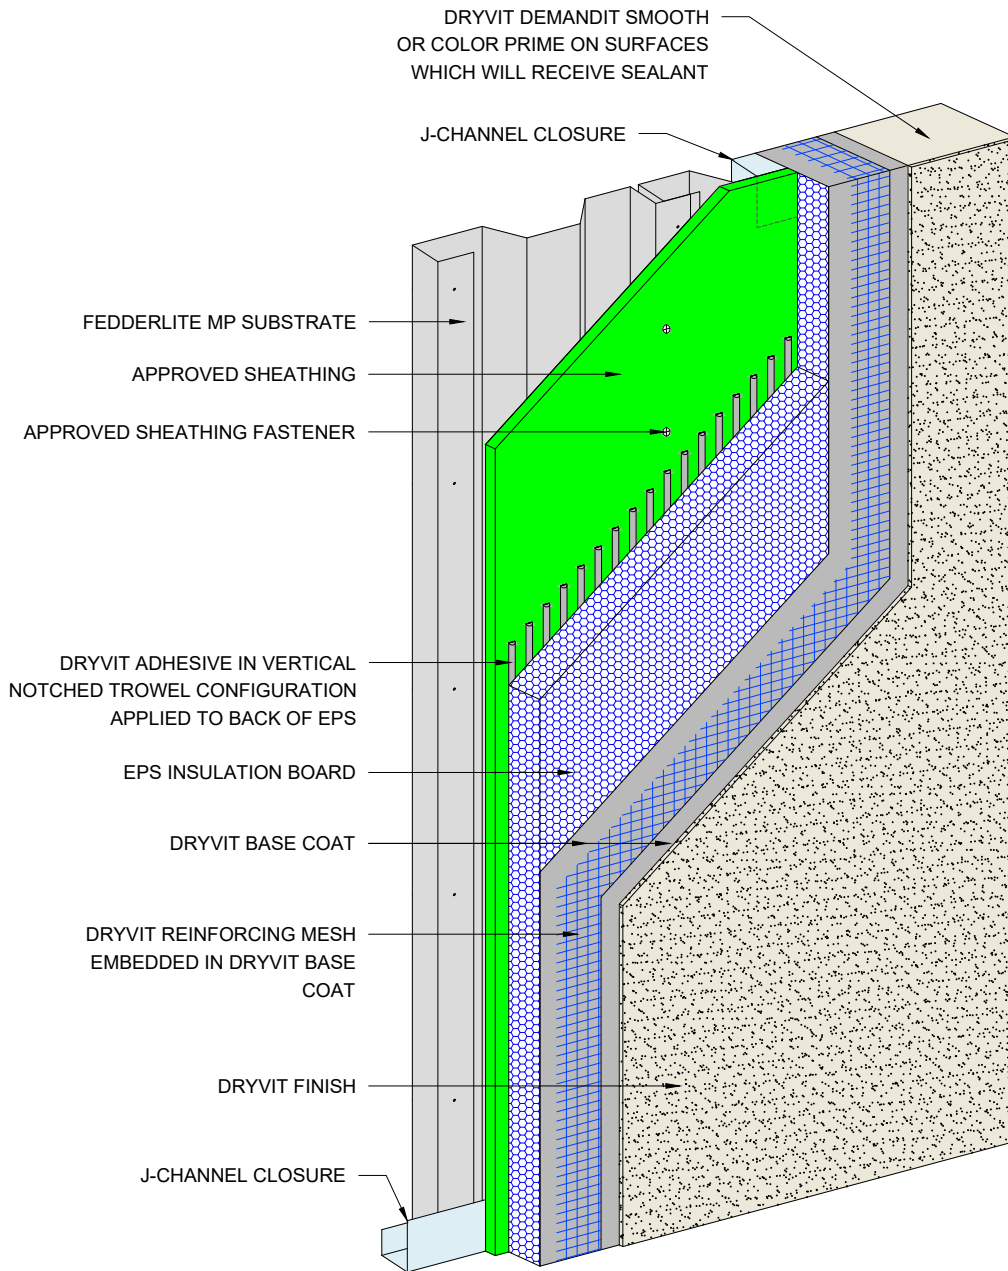 DRYVIT DEMANDIT SMOOTH
OR COLOR PRIME ON SURFACES
WHICH WILL RECEIVE SEALANT
J-CHANNEL CLOSURE
FEDDERLITE MP SUBSTRATE
APPROVED SHEATHING
APPROVED SHEATHING FASTENER
DRYVIT ADHESIVE IN VERTICAL
NOTCHED TROWEL CONFIGURATION
APPLIED TO BACK OF EPS
EPS INSULATION BOARD
DRYVIT BASE COAT
DRYVIT REINFORCING MESH
EMBEDDED IN DRYVIT BASE
COAT
DRYVIT FINISH
J-CHANNEL CLOSURE